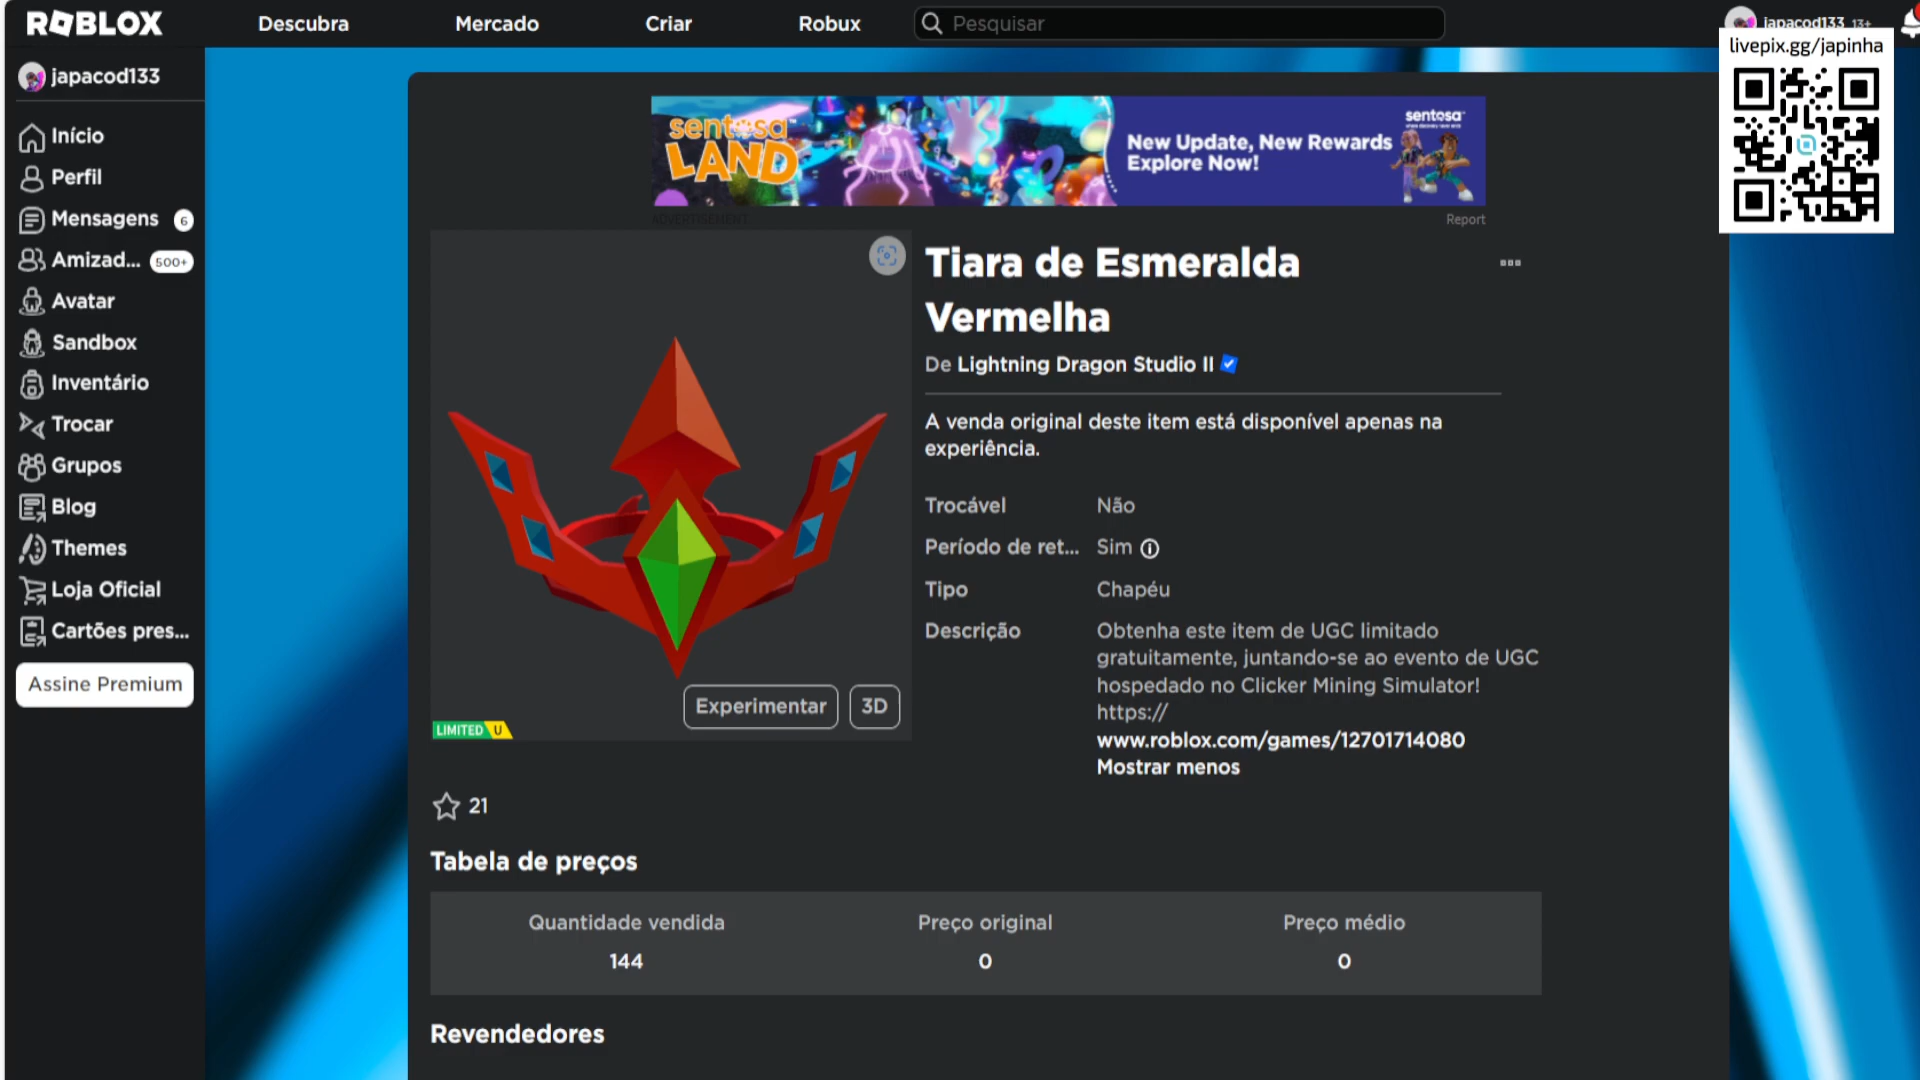 ROBLOX
Descubra
Mercado
Criar
Robux
Pesquisar
japacod133 13+
livepix.gg/japinha
japacod133
Início
Perfil
Mensagens 6
Amizad... 500+
Avatar
Sandbox
Inventário
Trocar
Grupos
Blog
Themes
Loja Oficial
Cartões pres...
Assine Premium
sentosa
LAND
New Update, New Rewards
Explore Now!
sentosa
ADVERTISEMENT
Report
Tiara de Esmeralda
Vermelha
De Lightning Dragon Studio II
A venda original deste item está disponível apenas na
experiência.
Trocável Não
Período de ret... Sim
Tipo Chapéu
Descrição Obtenha este item de UGC limitado
gratuitamente, juntando-se ao evento de UGC
hospedado no Clicker Mining Simulator!
https://
www.roblox.com/games/12701714080
Mostrar menos
Experimentar
3D
LIMITED U
21
Tabela de preços
Quantidade vendida Preço original Preço médio
144 0 0
Revendedores